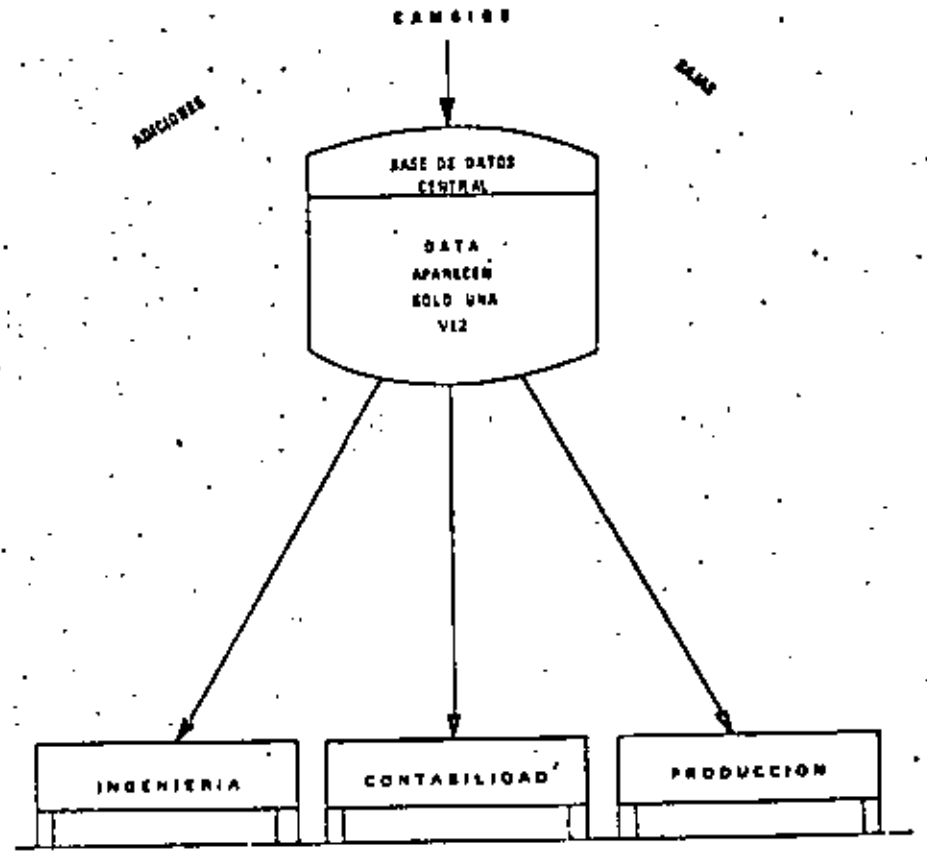 CAMBIOS
ADICIONES
BAJAS
BASE DE DATOS
CENTRAL
DATA
APARECEN
SOLO UNA
VEZ
INGENIERIA
CONTABILIDAD
PRODUCCION